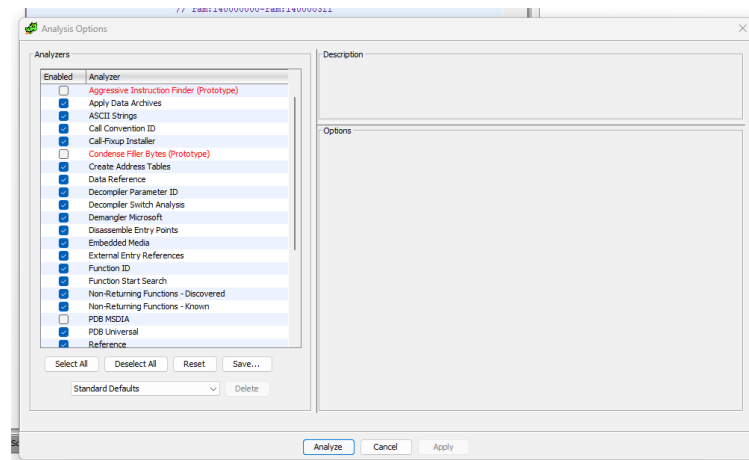 // ram:140000000-ram:140000311
Analysis Options
Analyzers
Enabled Analyzer
Aggressive Instruction Finder (Prototype)
Apply Data Archives
ASCII Strings
Call Convention ID
Call-Fixup Installer
Condense Filler Bytes (Prototype)
Create Address Tables
Data Reference
Decompiler Parameter ID
Decompiler Switch Analysis
Demangler Microsoft
Disassemble Entry Points
Embedded Media
External Entry References
Function ID
Function Start Search
Non-Returning Functions - Discovered
Non-Returning Functions - Known
PDB MSDIA
PDB Universal
Reference
Select All Deselect All Reset Save...
Standard Defaults Delete
Description
Options
Analyze Cancel Apply